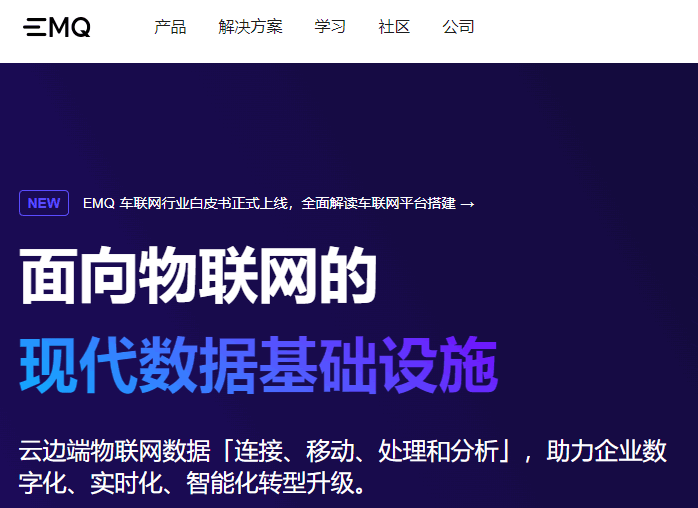 EMQ
产品 解决方案 学习 社区 公司
NEW EMQ 车联网行业白皮书正式上线，全面解读车联网平台搭建 →
面向物联网的
现代数据基础设施
云边端物联网数据「连接、移动、处理和分析」，助力企业数
字化、实时化、智能化转型升级。